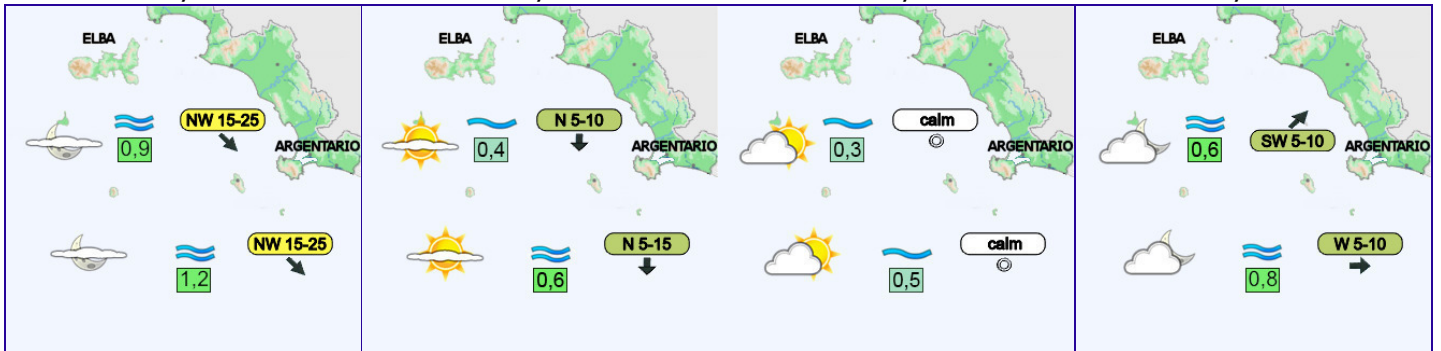 ELBA
NW 15-25
0,9
ARGENTARIO
NW 15-25
1,2
ELBA
N 5-10
0,4
ARGENTARIO
N 5-15
0,6
ELBA
calm
0,3
ARGENTARIO
calm
0,5
ELBA
0,6
SW 5-10
ARGENTARIO
W 5-10
0,8